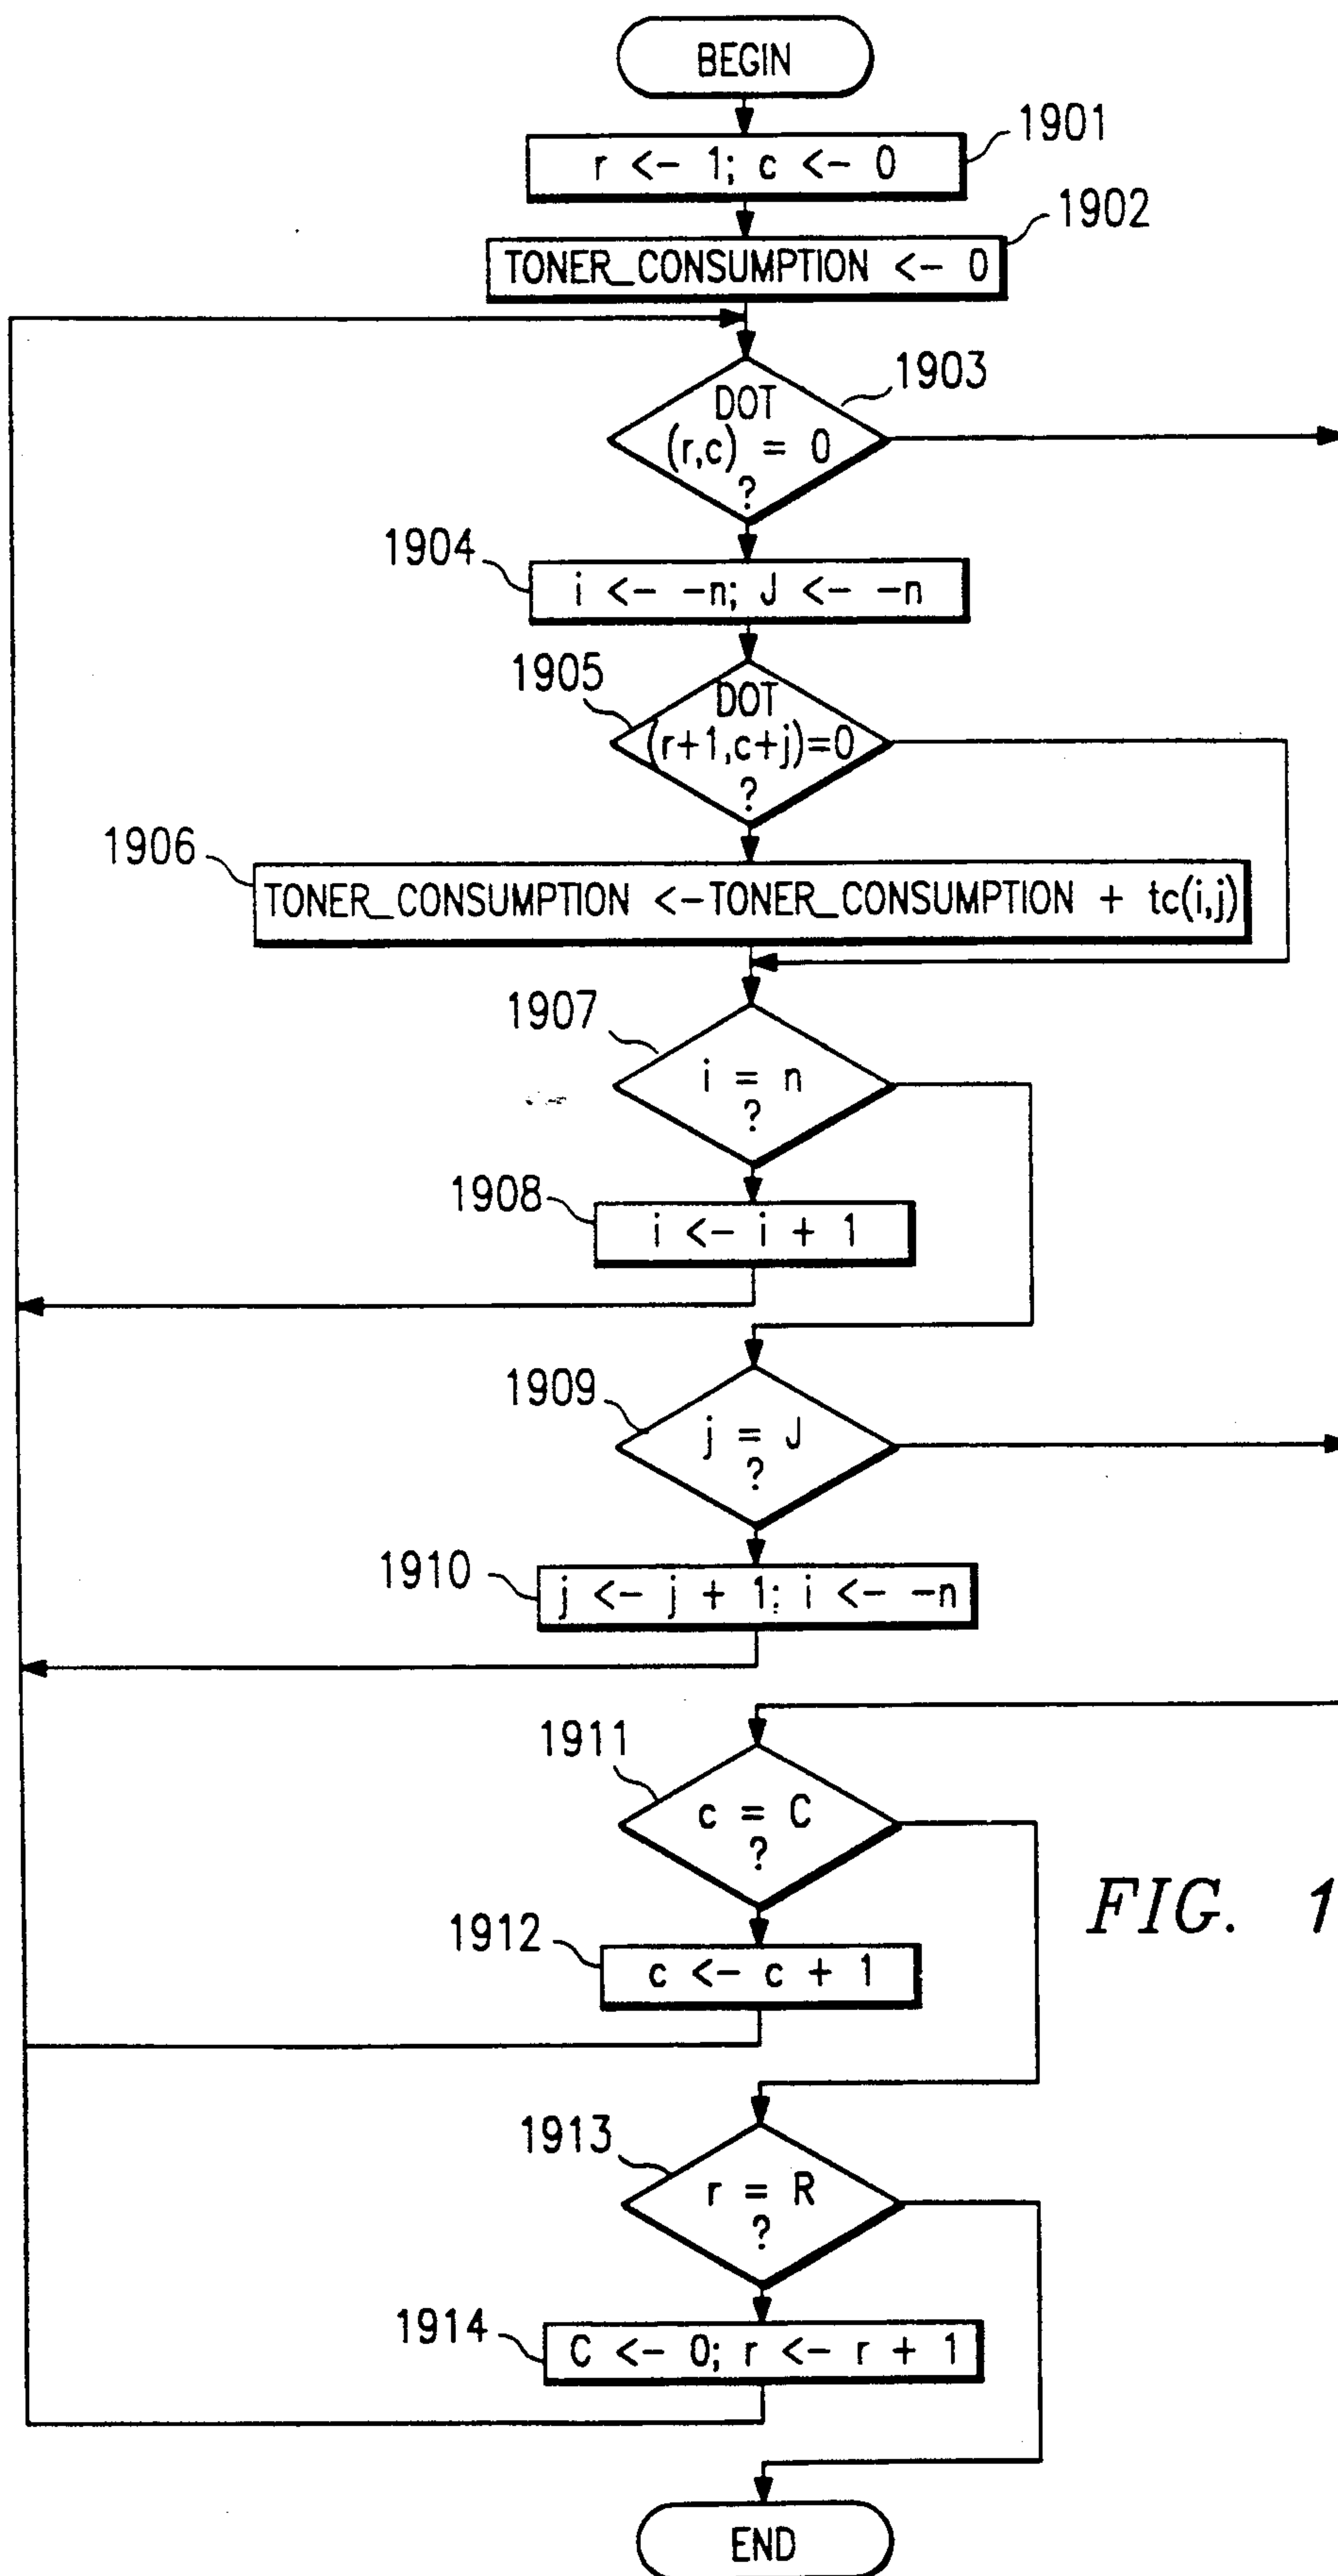 BEGIN
1901
r <- 1; c <- 0
1902
TONER_CONSUMPTION <- 0
1903
DOT
(r,c) = 0
?
1904
i <- -n; J <- -n
1905
DOT
(r+1,c+j)=0
?
1906
TONER_CONSUMPTION <-TONER_CONSUMPTION + tc(i,j)
1907
i = n
?
1908
i <- i + 1
1909
j = J
?
1910
j <- j + 1; i <- -n
1911
c = C
?
FIG. 1
1912
c <- c + 1
1913
r = R
?
1914
C <- 0; r <- r + 1
END